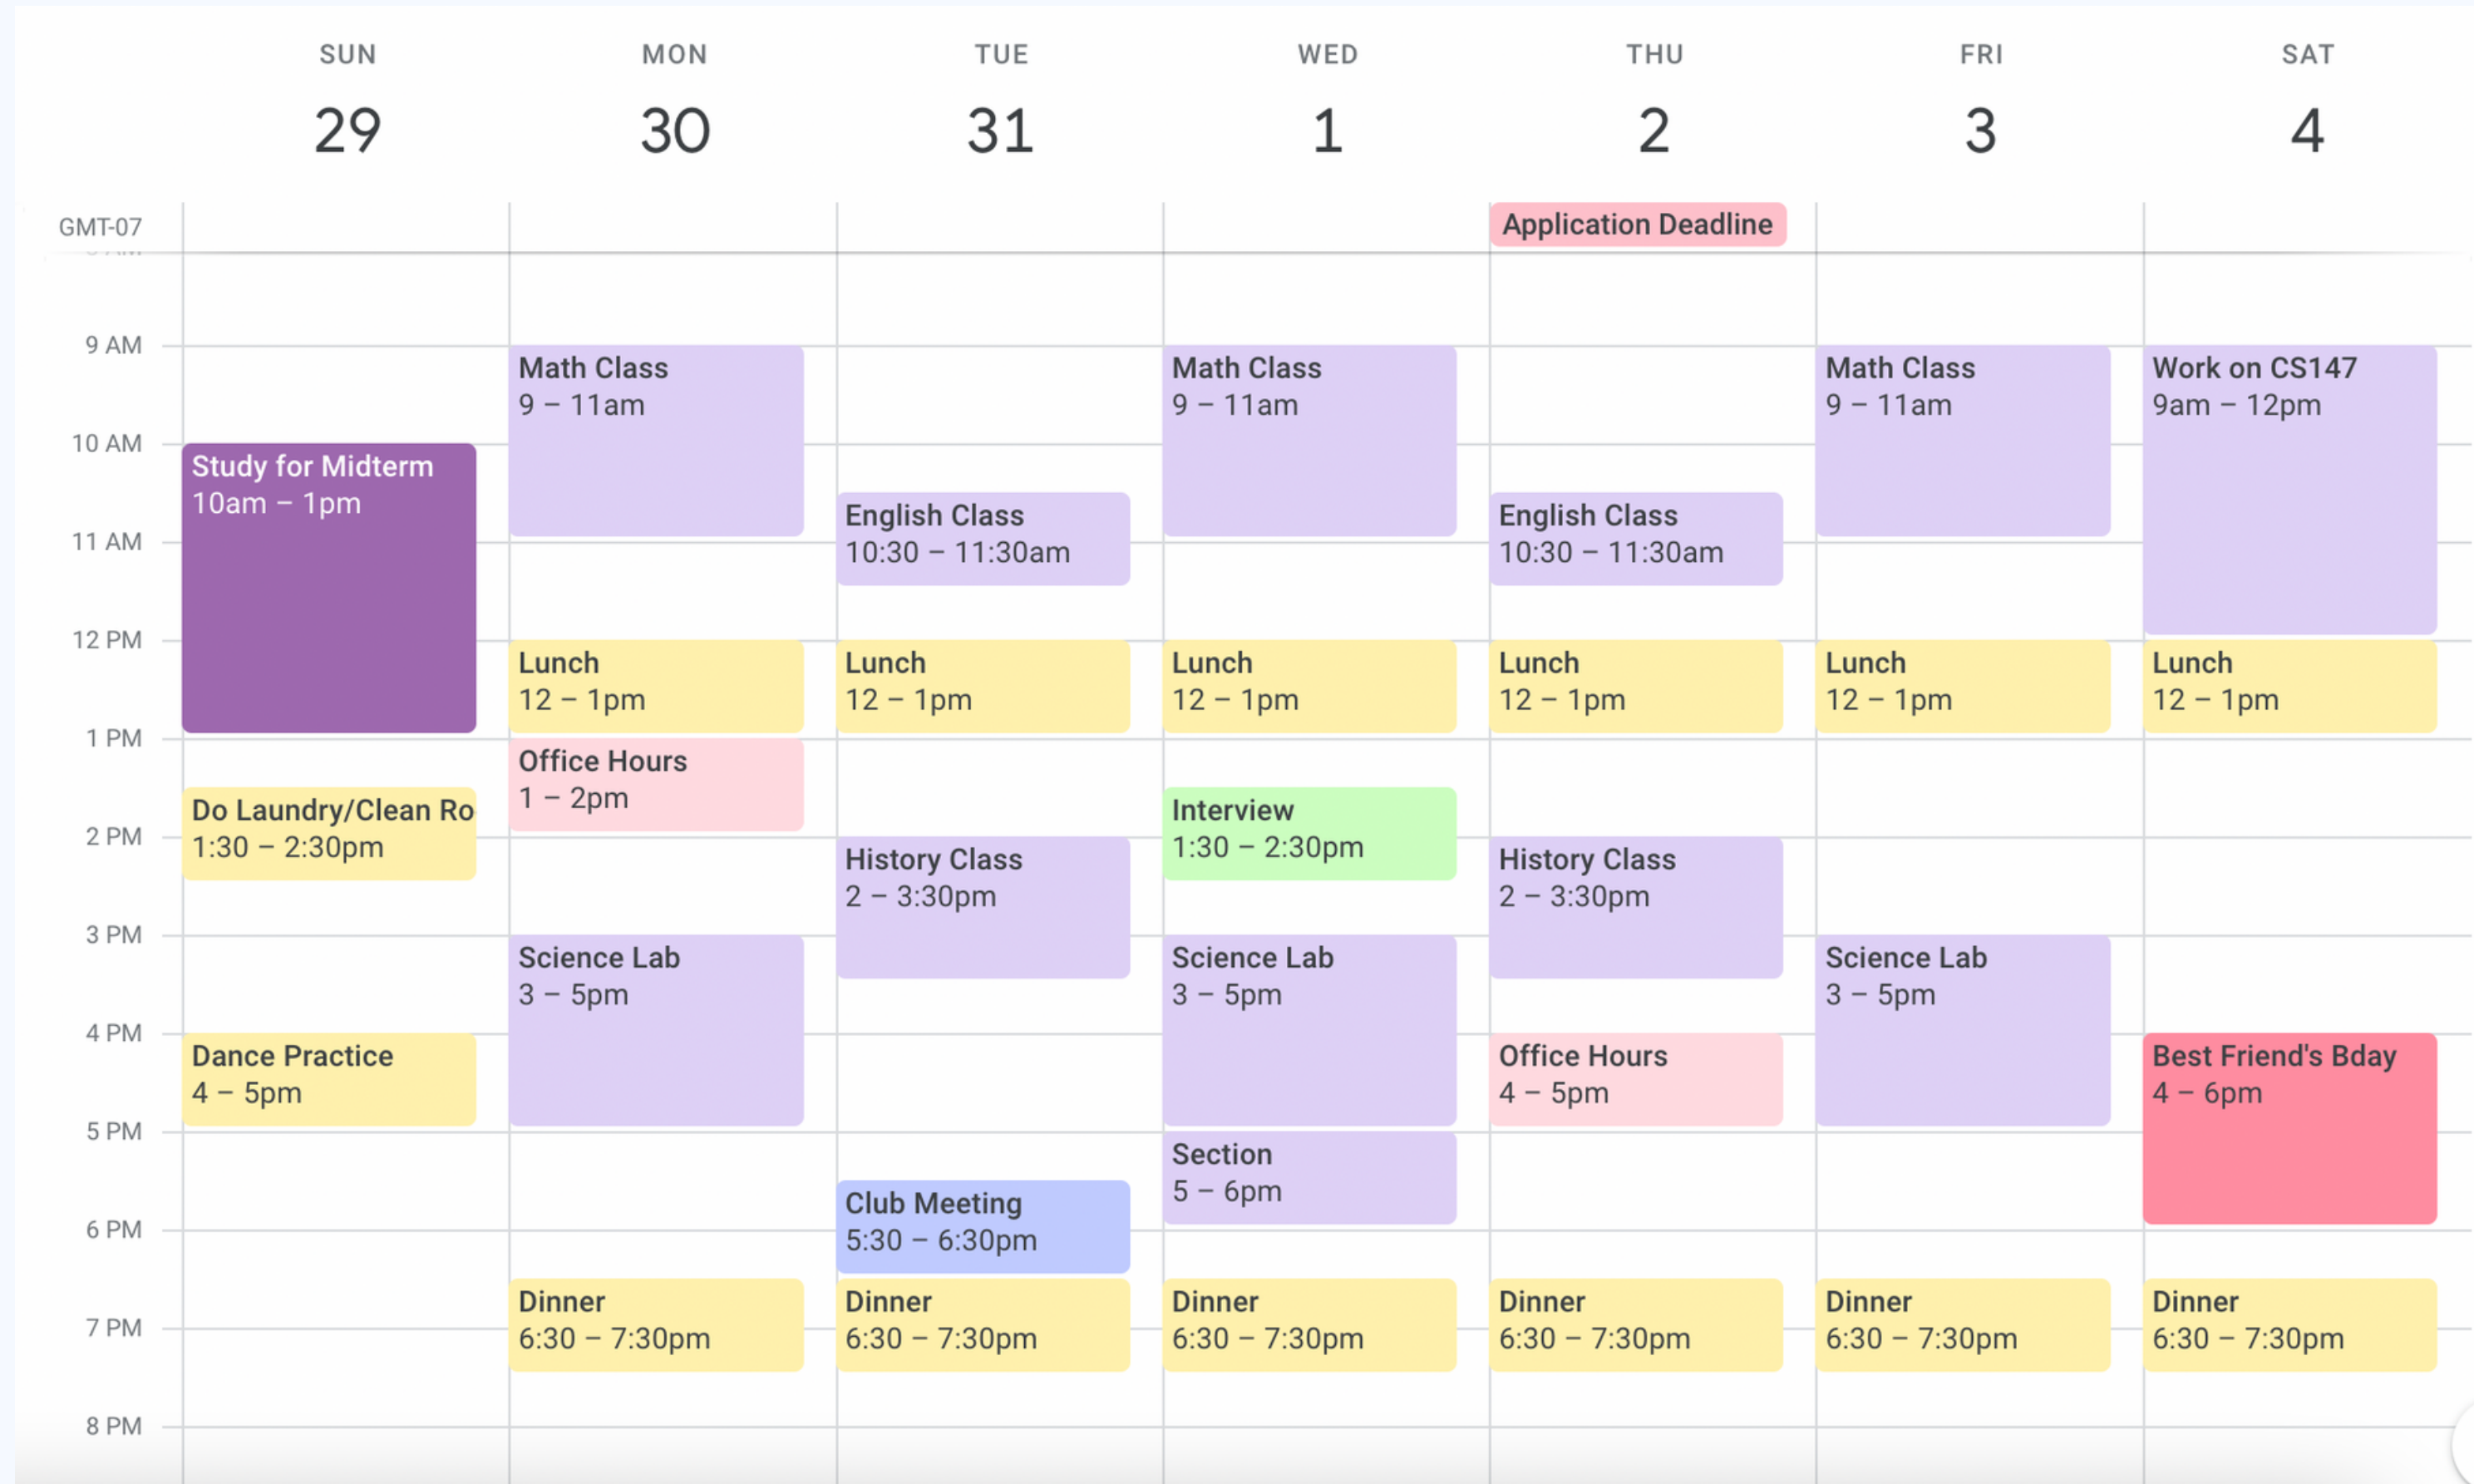 SUN
MON
TUE
WED
THU
FRI
SAT
29
30
31
1
2
3
4
GMT-07
Application Deadline
9 AM
10 AM
11 AM
12 PM
1 PM
2 PM
3 PM
4 PM
5 PM
6 PM
7 PM
8 PM
Study for Midterm
10am – 1pm
Do Laundry/Clean Ro
1:30 – 2:30pm
Dance Practice
4 – 5pm
Math Class
9 – 11am
Lunch
12 – 1pm
Office Hours
1 – 2pm
Science Lab
3 – 5pm
Dinner
6:30 – 7:30pm
English Class
10:30 – 11:30am
Lunch
12 – 1pm
History Class
2 – 3:30pm
Club Meeting
5:30 – 6:30pm
Dinner
6:30 – 7:30pm
Math Class
9 – 11am
Lunch
12 – 1pm
Interview
1:30 – 2:30pm
Science Lab
3 – 5pm
Section
5 – 6pm
Dinner
6:30 – 7:30pm
English Class
10:30 – 11:30am
Lunch
12 – 1pm
History Class
2 – 3:30pm
Office Hours
4 – 5pm
Dinner
6:30 – 7:30pm
Math Class
9 – 11am
Lunch
12 – 1pm
Science Lab
3 – 5pm
Dinner
6:30 – 7:30pm
Work on CS147
9am – 12pm
Lunch
12 – 1pm
Best Friend's Bday
4 – 6pm
Dinner
6:30 – 7:30pm